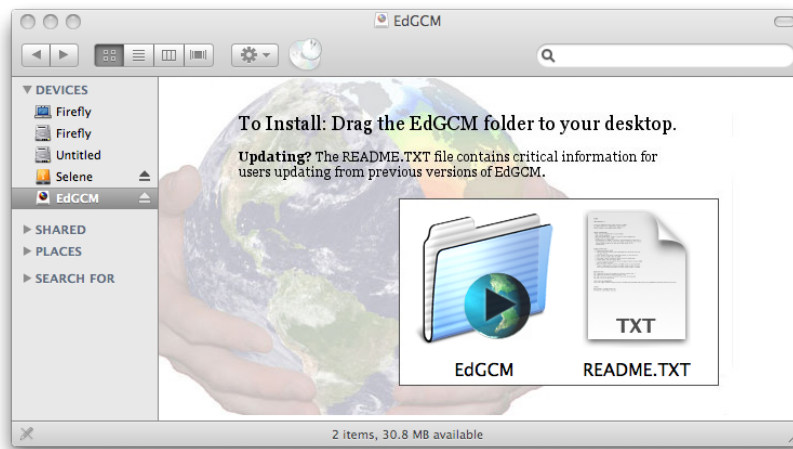 EdGCM
DEVICES
Firefly
Firefly
Untitled
Selene
EdGCM
SHARED
PLACES
SEARCH FOR
To Install: Drag the EdGCM folder to your desktop.
Updating? The README.TXT file contains critical information for
users updating from previous versions of EdGCM.
TXT
EdGCM
README.TXT
2 items, 30.8 MB available